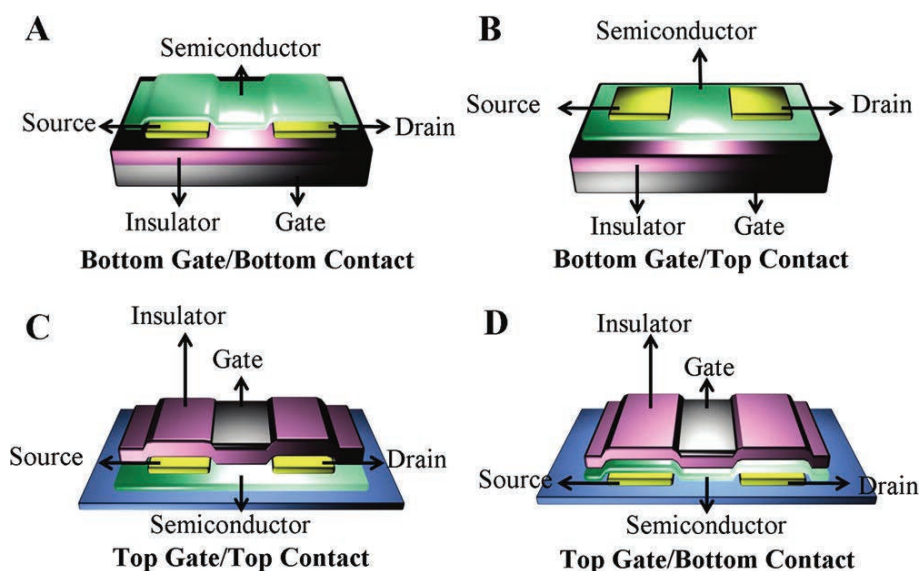 A
Semiconductor
Source
Drain
Insulator
Gate
Bottom Gate/Bottom Contact
B
Semiconductor
Source
Drain
Insulator
Gate
Bottom Gate/Top Contact
C
Insulator
Gate
Source
Drain
Semiconductor
Top Gate/Top Contact
D
Insulator
Gate
Source
Drain
Semiconductor
Top Gate/Bottom Contact